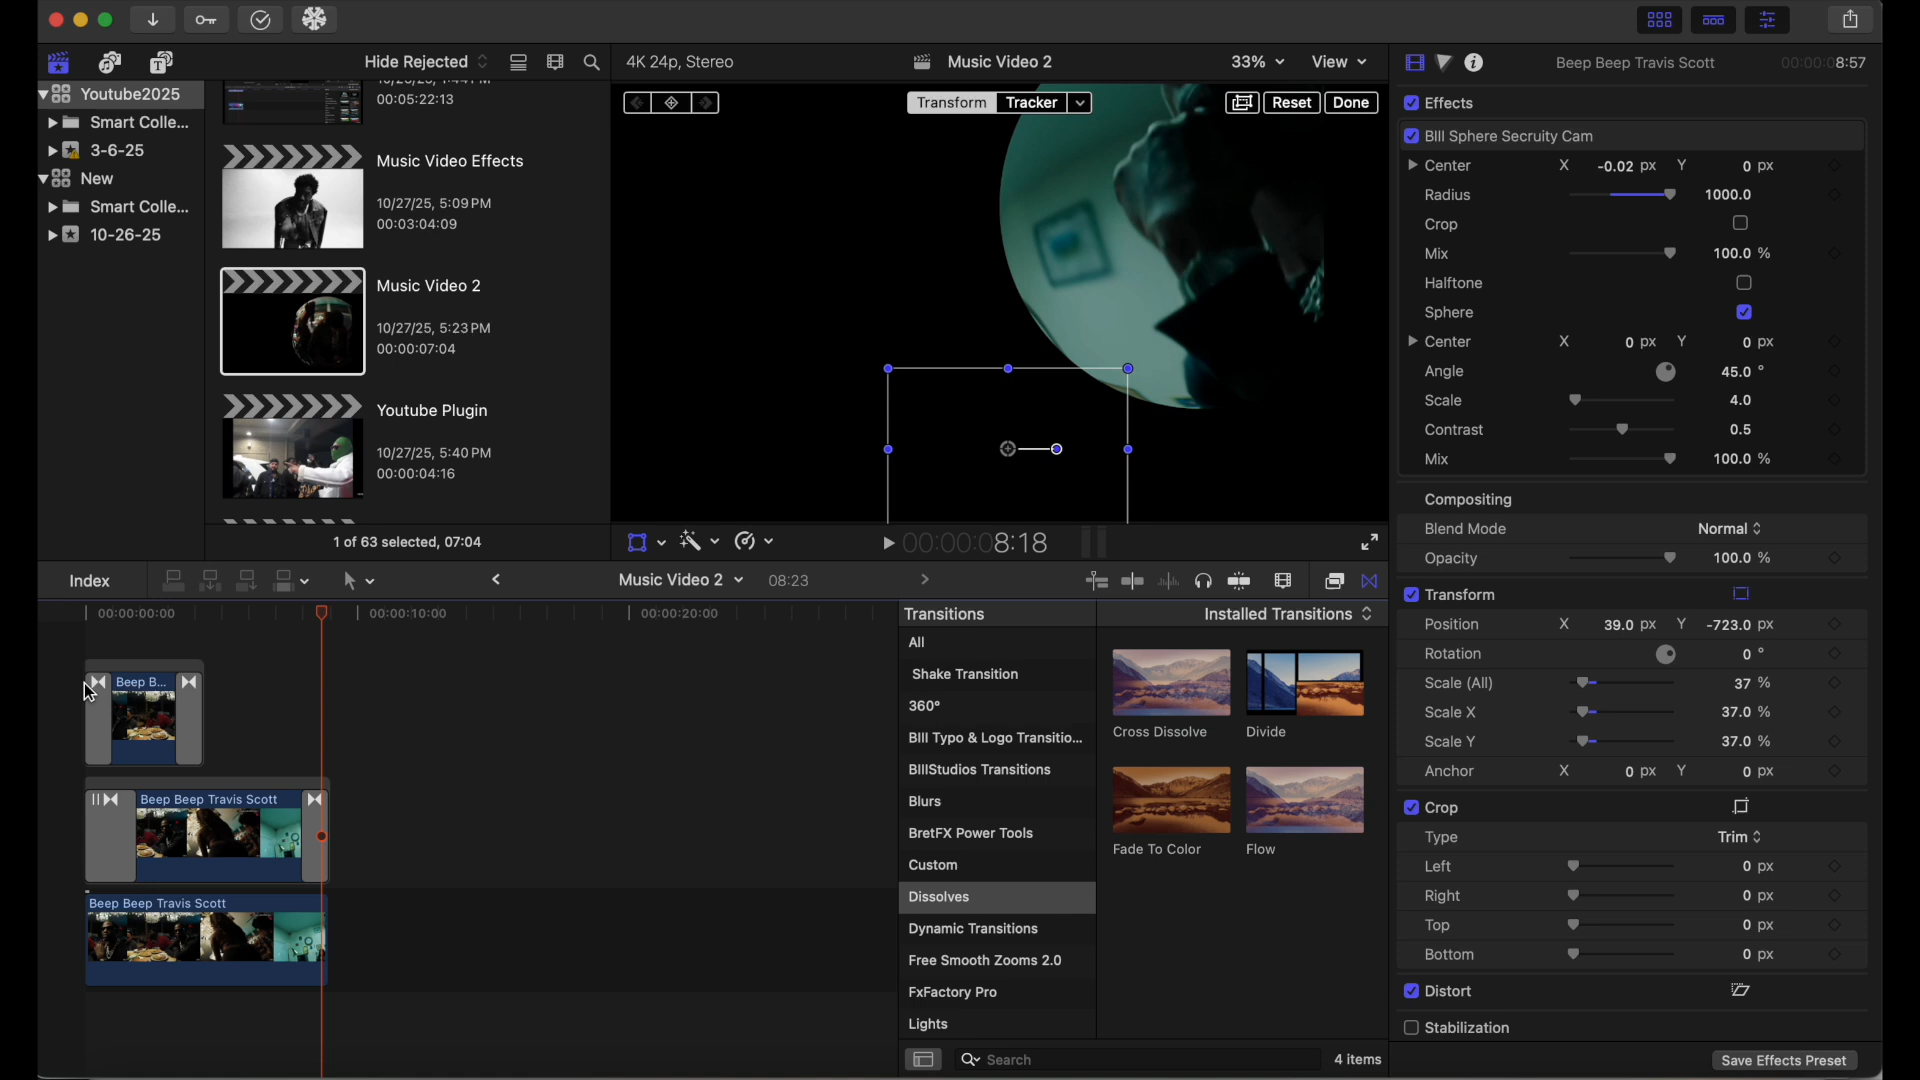 Hide Rejected
4K 24p, Stereo
Music Video 2
33%
View
Beep Beep Travis Scott
00:00:08:57
Youtube2025
Smart Colle...
3-6-25
New
Smart Colle...
10-26-25
00:05:22:13
Music Video Effects
10/27/25, 5:09 PM
00:03:04:09
Music Video 2
10/27/25, 5:23 PM
00:00:07:04
Youtube Plugin
10/27/25, 5:40 PM
00:00:04:16
1 of 63 selected, 07:04
Transform
Tracker
Reset
Done
00:00:08:18
Effects
BIII Sphere Secruity Cam
Center X -0.02 px Y 0 px
Radius 1000.0
Crop
Mix 100.0 %
Halftone
Sphere
Center X 0 px Y 0 px
Angle 45.0 °
Scale 4.0
Contrast 0.5
Mix 100.0 %
Compositing
Blend Mode Normal
Opacity 100.0 %
Transform
Position X 39.0 px Y -723.0 px
Rotation 0 °
Scale (All) 37 %
Scale X 37.0 %
Scale Y 37.0 %
Anchor X 0 px Y 0 px
Crop
Type Trim
Left 0 px
Right 0 px
Top 0 px
Bottom 0 px
Distort
Stabilization
Save Effects Preset
Index
Music Video 2
08:23
00:00:00:00
00:00:10:00
00:00:20:00
Beep B...
Beep Beep Travis Scott
Beep Beep Travis Scott
Transitions
Installed Transitions
All
Shake Transition
360°
BIII Typo & Logo Transitio...
BIIIStudios Transitions
Blurs
BretFX Power Tools
Custom
Dissolves
Dynamic Transitions
Free Smooth Zooms 2.0
FxFactory Pro
Lights
Cross Dissolve
Divide
Fade To Color
Flow
Search
4 items